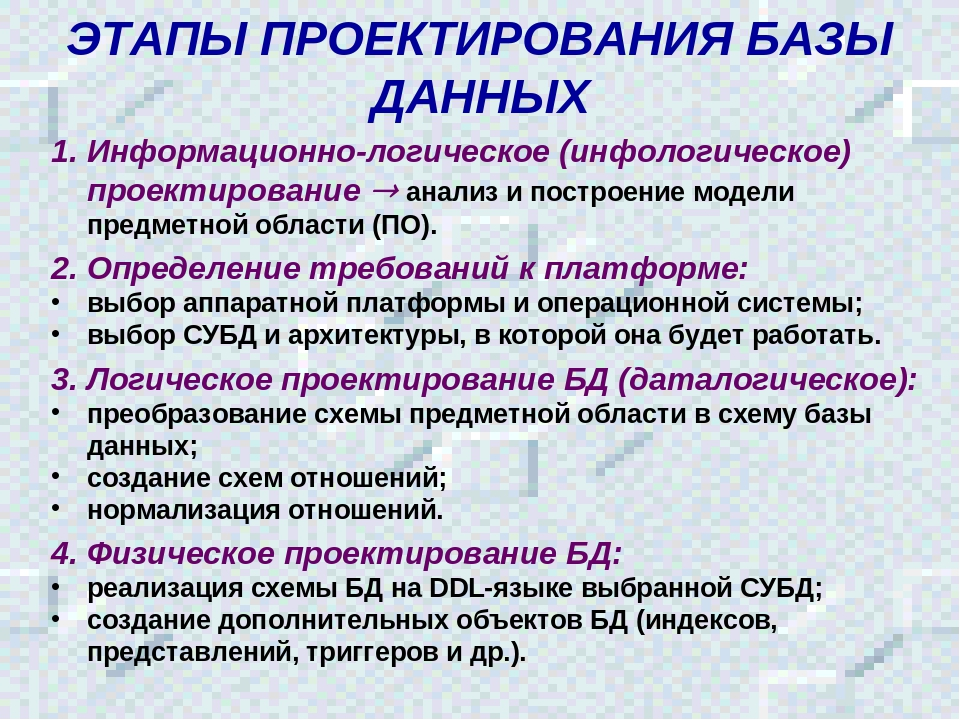 ЭТАПЫ ПРОЕКТИРОВАНИЯ БАЗЫ
ДАННЫХ
1. Информационно-логическое (инфологическое)
проектирование → анализ и построение модели
предметной области (ПО).
2. Определение требований к платформе:
• выбор аппаратной платформы и операционной системы;
• выбор СУБД и архитектуры, в которой она будет работать.
3. Логическое проектирование БД (даталогическое):
• преобразование схемы предметной области в схему базы
данных;
• создание схем отношений;
• нормализация отношений.
4. Физическое проектирование БД:
• реализация схемы БД на DDL-языке выбранной СУБД;
• создание дополнительных объектов БД (индексов,
представлений, триггеров и др.).